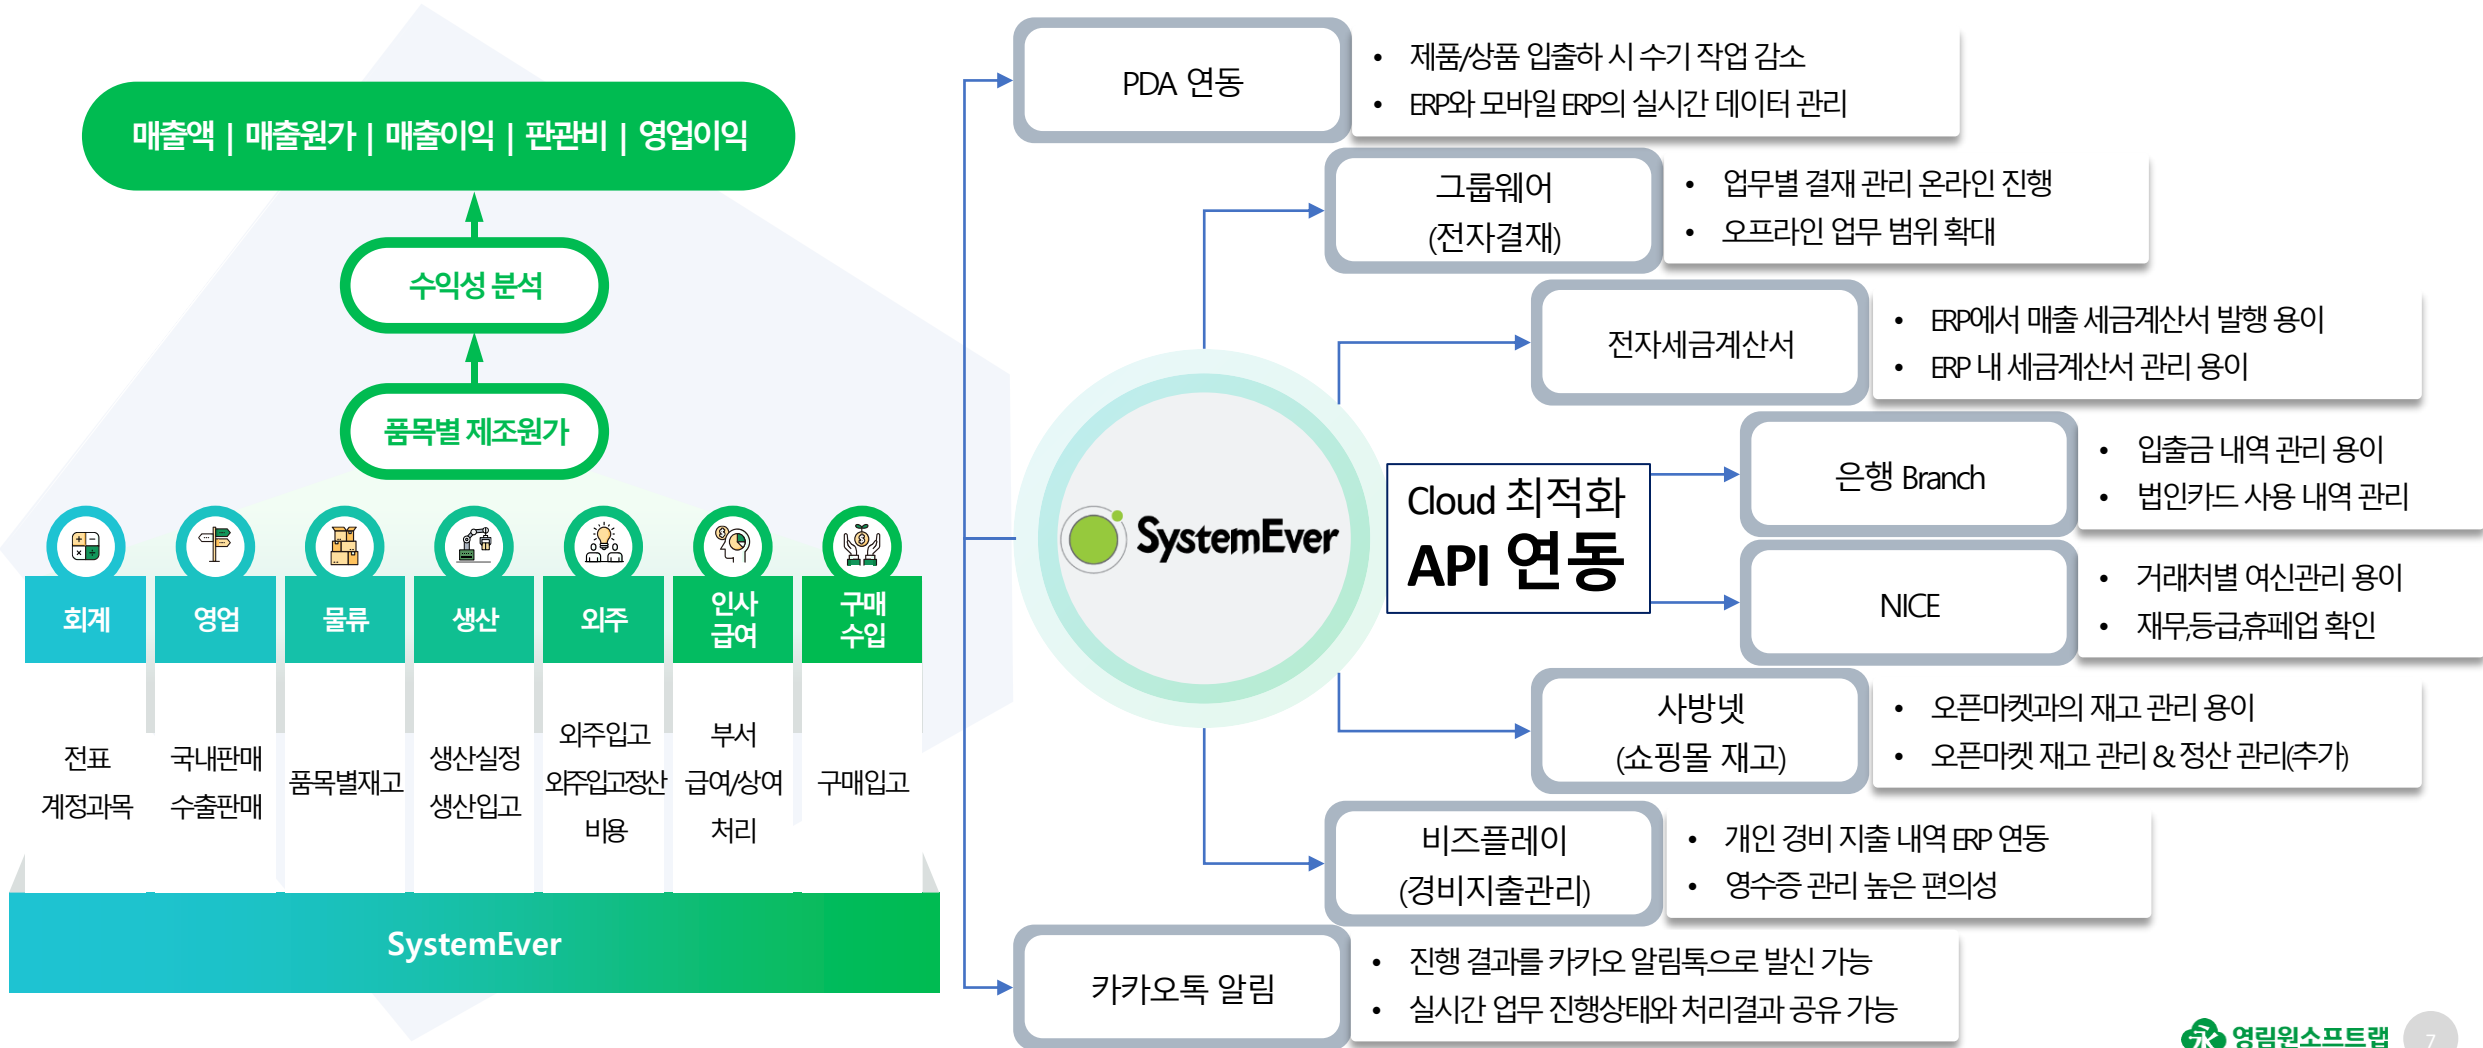 매출액 | 매출원가 | 매출이익 | 판관비 | 영업이익
수익성 분석
품목별 제조원가
회계
영업
물류
생산
외주
인사
급여
구매
수입
전표
계정과목
국내판매
수출판매
품목별재고
생산실정
생산입고
외주입고
외주입고정산
비용
부서
급여/상여
처리
구매입고
SystemEver
SystemEver
Cloud 최적화
API 연동
PDA 연동
• 제품/상품 입출하 시 수기 작업 감소
• ERP와 모바일 ERP의 실시간 데이터 관리
그룹웨어
(전자결재)
• 업무별 결재 관리 온라인 진행
• 오프라인 업무 범위 확대
전자세금계산서
• ERP에서 매출 세금계산서 발행 용이
• ERP 내 세금계산서 관리 용이
은행 Branch
• 입출금 내역 관리 용이
• 법인카드 사용 내역 관리
NICE
• 거래처별 여신관리 용이
• 재무,등급,휴페업 확인
사방넷
(쇼핑몰 재고)
• 오픈마켓과의 재고 관리 용이
• 오픈마켓 재고 관리 & 정산 관리(추가)
비즈플레이
(경비지출관리)
• 개인 경비 지출 내역 ERP 연동
• 영수증 관리 높은 편의성
카카오톡 알림
• 진행 결과를 카카오 알림톡으로 발신 가능
• 실시간 업무 진행상태와 처리결과 공유 가능
永 영림원소프트랩
7